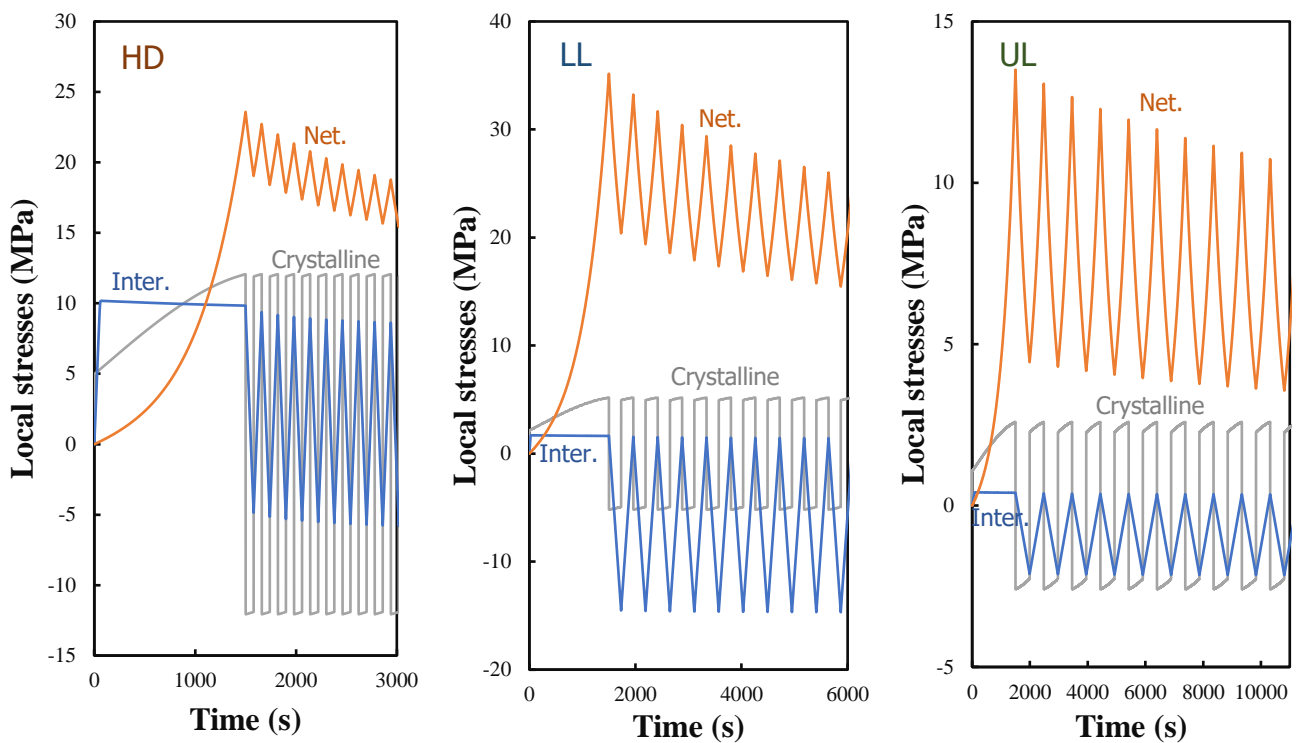 HD
Net.
Crystalline
Inter.
30
25
20
15
10
5
0
-5
-10
-15
0 1000 2000 3000
Local stresses (MPa)
Time (s)
LL
Net.
Crystalline
Inter.
40
30
20
10
0
-10
-20
0 2000 4000 6000
Local stresses (MPa)
Time (s)
UL
Net.
Crystalline
Inter.
15
10
5
0
-5
0 2000 4000 6000 8000 10000
Local stresses (MPa)
Time (s)